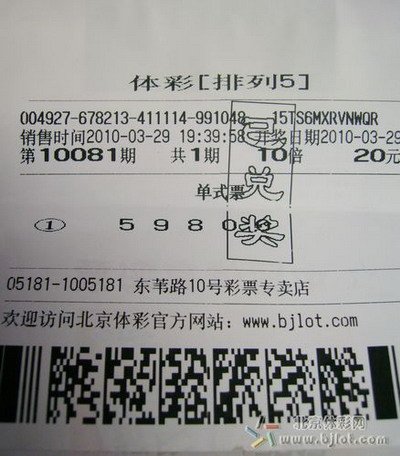 体彩[排列5]
004927-678213-411114-991048 15TS6MXRVNWQR
销售时间2010-03-29 19:39:58 开奖日期2010-03-29
第10081期 共1期 10倍 20元
单式票
① 5 9 8 0
已兑奖
05181-1005181 东苇路10号彩票专卖店
欢迎访问北京体彩官方网站：www.bjlot.com
北京体彩网
www.bjlot.com